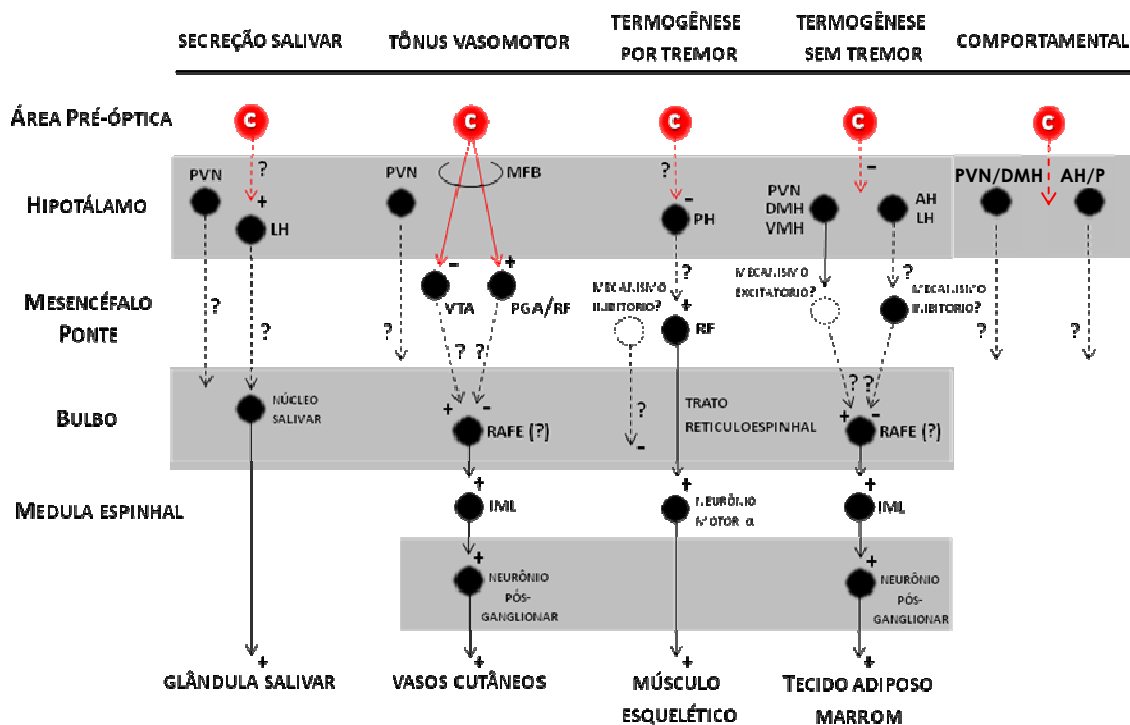 SECREÇÃO SALIVAR
TÔNUS VASOMOTOR
TERMOGÊNESE
POR TREMOR
TERMOGÊNESE
SEM TREMOR
COMPORTAMENTAL
ÁREA PRÉ-ÓPTICA
C
C
C
C
C
HIPOTÁLAMO
PVN
?
+
LH
PVN
MFB
?
-
PH
-
PVN
DMH
VMH
AH
LH
PVN/DMH
AH/P
MESENCÉFALO
PONTE
?
?
?
-
VTA
+
PGA/RF
?
?
MECANISMO
INIBITÓRIO?
?
+
RF
MECANISMO
EXCITATÓRIO?
?
MECANISMO
INIBITÓRIO?
?
?
BULBO
NÚCLEO
SALIVAR
+
-
RAFE (?)
?
-
TRATO
RETICULOESPINHAL
?
?
+
-
RAFE (?)
MEDULA ESPINHAL
+
IML
+
NEURÔNIO
MOTOR α
+
IML
+
NEURÔNIO
PÓS-
GANGLIONAR
+
NEURÔNIO
PÓS-
GANGLIONAR
+
GLÂNDULA SALIVAR
+
VASOS CUTÂNEOS
+
MÚSCULO
ESQUELÉTICO
+
TECIDO ADIPOSO
MARROM